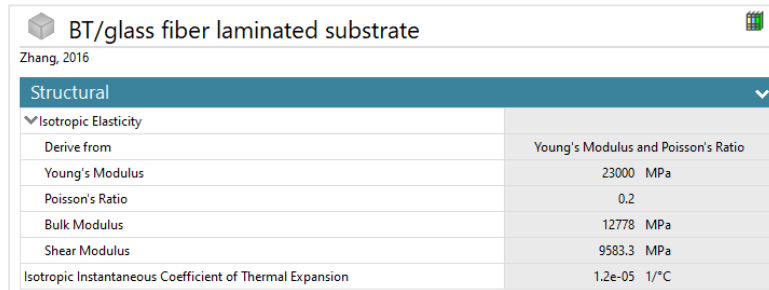 BT/glass fiber laminated substrate
Zhang, 2016
Structural
Isotropic Elasticity
Derive from Young's Modulus and Poisson's Ratio
Young's Modulus 23000 MPa
Poisson's Ratio 0.2
Bulk Modulus 12778 MPa
Shear Modulus 9583.3 MPa
Isotropic Instantaneous Coefficient of Thermal Expansion 1.2e-05 1/°C